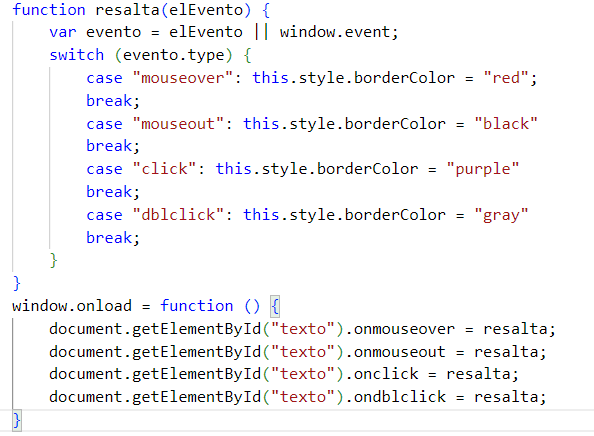 function resalta(elEvento) {
    var evento = elEvento || window.event;
    switch (evento.type) {
        case "mouseover": this.style.borderColor = "red";
        break;
        case "mouseout": this.style.borderColor = "black"
        break;
        case "click": this.style.borderColor = "purple"
        break;
        case "dblclick": this.style.borderColor = "gray"
        break;
    }
}
window.onload = function () {
    document.getElementById("texto").onmouseover = resalta;
    document.getElementById("texto").onmouseout = resalta;
    document.getElementById("texto").onclick = resalta;
    document.getElementById("texto").ondblclick = resalta;
}